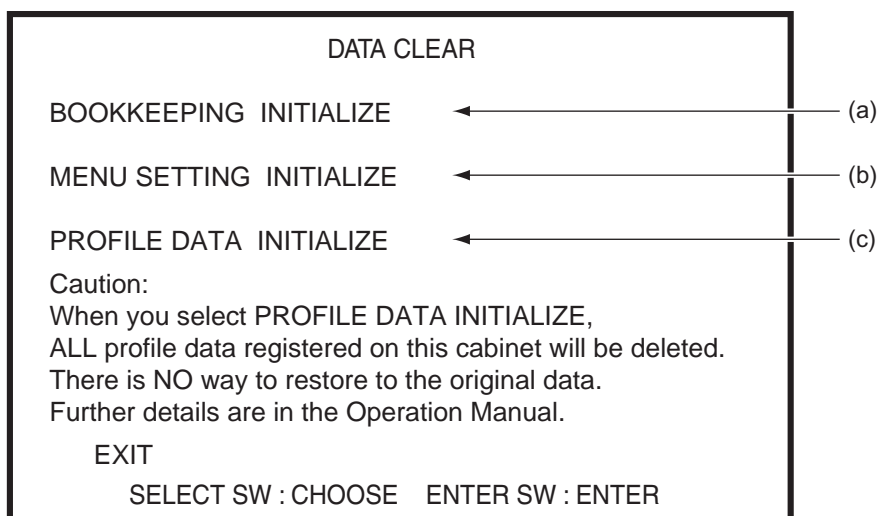 DATA CLEAR
BOOKKEEPING INITIALIZE (a)
MENU SETTING INITIALIZE (b)
PROFILE DATA INITIALIZE (c)
Caution:
When you select PROFILE DATA INITIALIZE,
ALL profile data registered on this cabinet will be deleted.
There is NO way to restore to the original data.
Further details are in the Operation Manual.
EXIT
SELECT SW : CHOOSE ENTER SW : ENTER